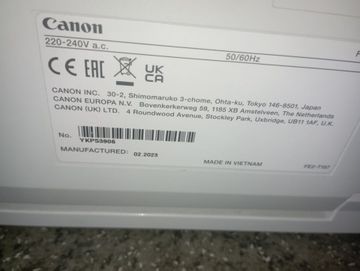 Canon
220-240V a.c.
50/60Hz
CE EAC UK CA
CANON INC. 30-2, Shimomaruko 3-chome, Ohta-ku, Tokyo 146-8501, Japan
CANON EUROPA N.V. Bovenkerkerweg 59, 1185 XB Amstelveen, The Netherlands
CANON (UK) LTD. 4 Roundwood Avenue, Stockley Park, Uxbridge, UB11 1AF, U.K.
No.
YKP53906
MANUFACTURED: 02.2023
MADE IN VIETNAM